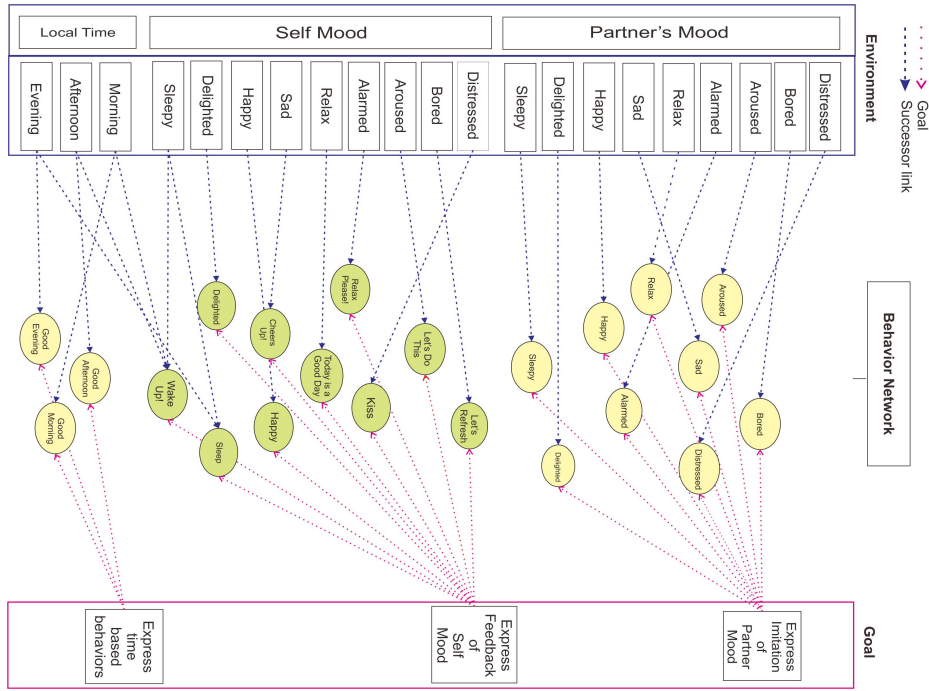 Local Time
Self Mood
Partner's Mood
Evening
Afternoon
Morning
Sleepy
Delighted
Happy
Sad
Relax
Alarmed
Aroused
Bored
Distressed
Sleepy
Delighted
Happy
Sad
Relax
Alarmed
Aroused
Bored
Distressed
Environment
Successor link
Goal
Good
Evening
Good
Afternoon
Good
Morning
Wake
Up!
Delighted
Sleep
Cheers
Up!
Happy
Today is a
Good Day
Relax
Please!
Kiss
Let's Do
This
Let's
Refresh
Sleepy
Delighted
Happy
Alarmed
Relax
Sad
Distressed
Aroused
Bored
Behavior Network
Express
time
based
behaviors
Express
Feedback
of
Self
Mood
Express
Imitation
of
Partner
Mood
Goal